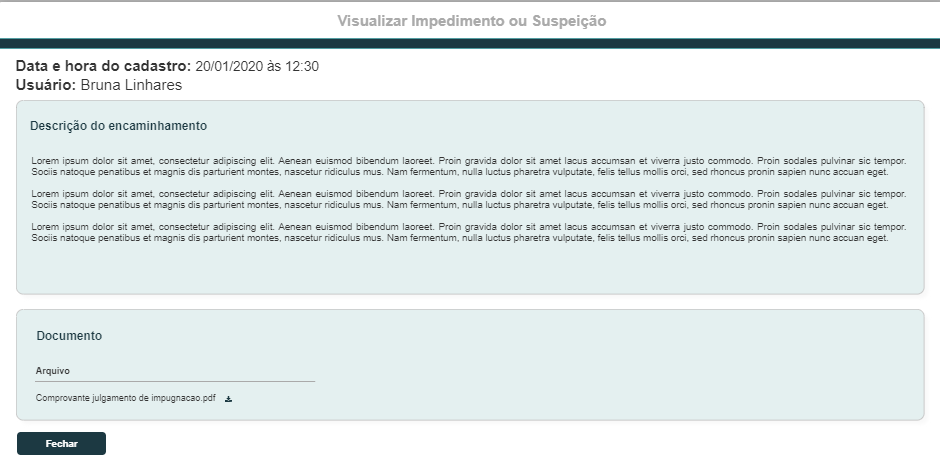 Visualizar Impedimento ou Suspeição
Data e hora do cadastro: 20/01/2020 às 12:30
Usuário: Bruna Linhares
Descrição do encaminhamento
Lorem ipsum dolor sit amet, consectetur adipiscing elit. Aenean euismod bibendum laoreet. Proin gravida dolor sit amet lacus accumsan et viverra justo commodo. Proin sodales pulvinar sic tempor.
Sociis natoque penatibus et magnis dis parturient montes, nascetur ridiculus mus. Nam fermentum, nulla luctus pharetra vulputate, felis tellus mollis orci, sed rhoncus pronin sapien nunc accuan eget.
Lorem ipsum dolor sit amet, consectetur adipiscing elit. Aenean euismod bibendum laoreet. Proin gravida dolor sit amet lacus accumsan et viverra justo commodo. Proin sodales pulvinar sic tempor.
Sociis natoque penatibus et magnis dis parturient montes, nascetur ridiculus mus. Nam fermentum, nulla luctus pharetra vulputate, felis tellus mollis orci, sed rhoncus pronin sapien nunc accuan eget.
Lorem ipsum dolor sit amet, consectetur adipiscing elit. Aenean euismod bibendum laoreet. Proin gravida dolor sit amet lacus accumsan et viverra justo commodo. Proin sodales pulvinar sic tempor.
Sociis natoque penatibus et magnis dis parturient montes, nascetur ridiculus mus. Nam fermentum, nulla luctus pharetra vulputate, felis tellus mollis orci, sed rhoncus pronin sapien nunc accuan eget.
Documento
Arquivo
Comprovante julgamento de impugnacao.pdf
Fechar